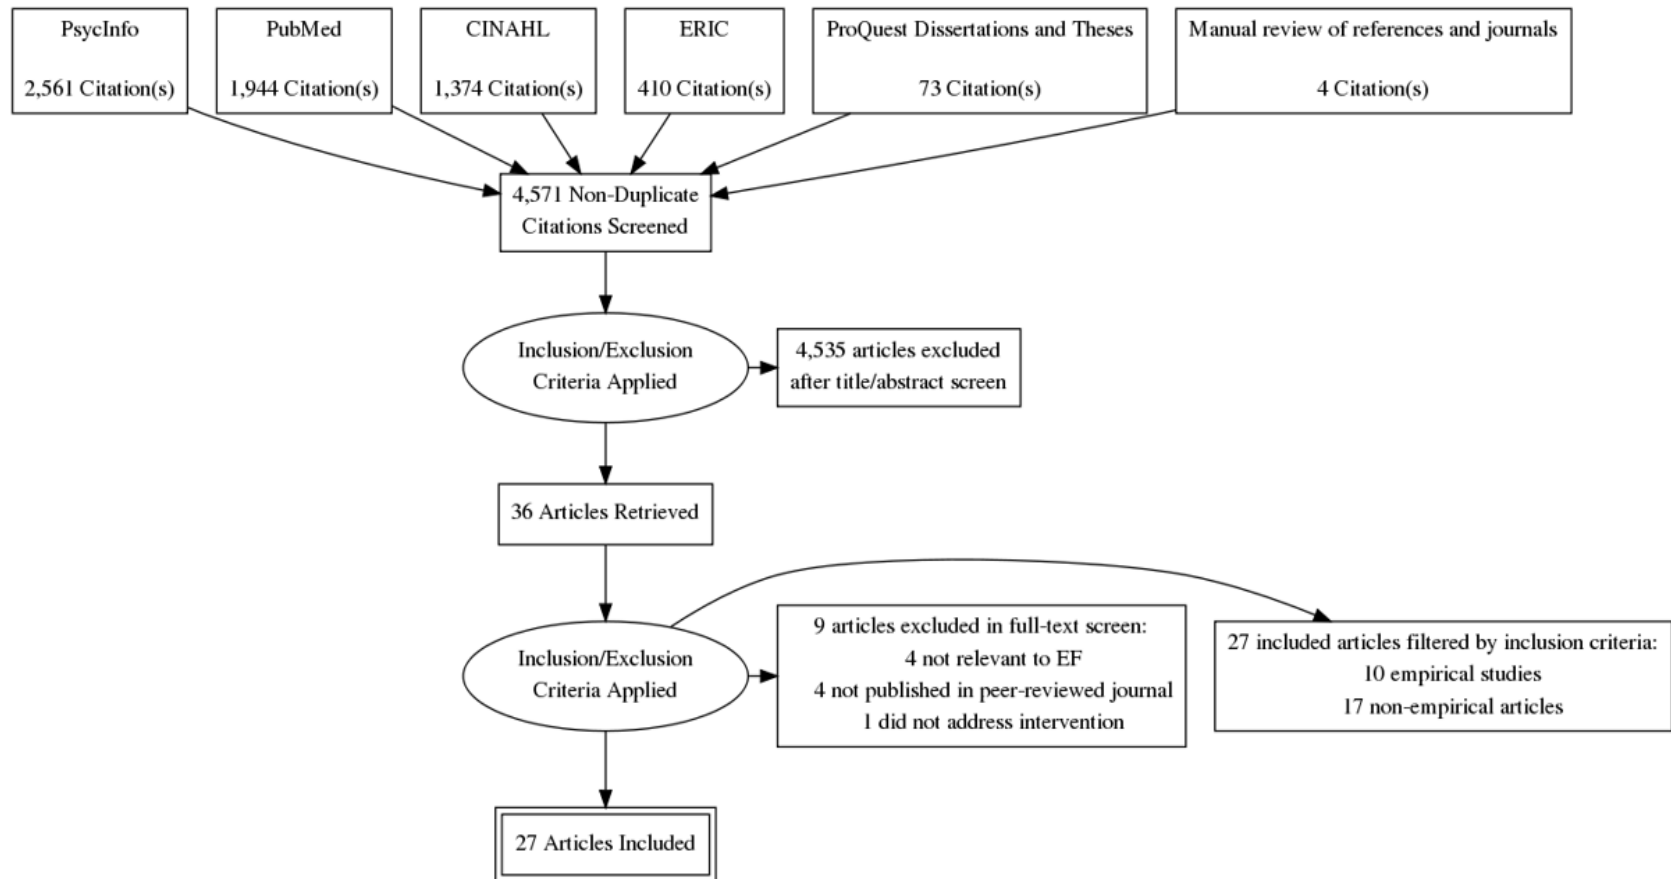 PsycInfo
2,561 Citation(s)
PubMed
1,944 Citation(s)
CINAHL
1,374 Citation(s)
ERIC
410 Citation(s)
ProQuest Dissertations and Theses
73 Citation(s)
Manual review of references and journals
4 Citation(s)
4,571 Non-Duplicate
Citations Screened
Inclusion/Exclusion
Criteria Applied
4,535 articles excluded
after title/abstract screen
36 Articles Retrieved
Inclusion/Exclusion
Criteria Applied
9 articles excluded in full-text screen:
4 not relevant to EF
4 not published in peer-reviewed journal
1 did not address intervention
27 included articles filtered by inclusion criteria:
10 empirical studies
17 non-empirical articles
27 Articles Included